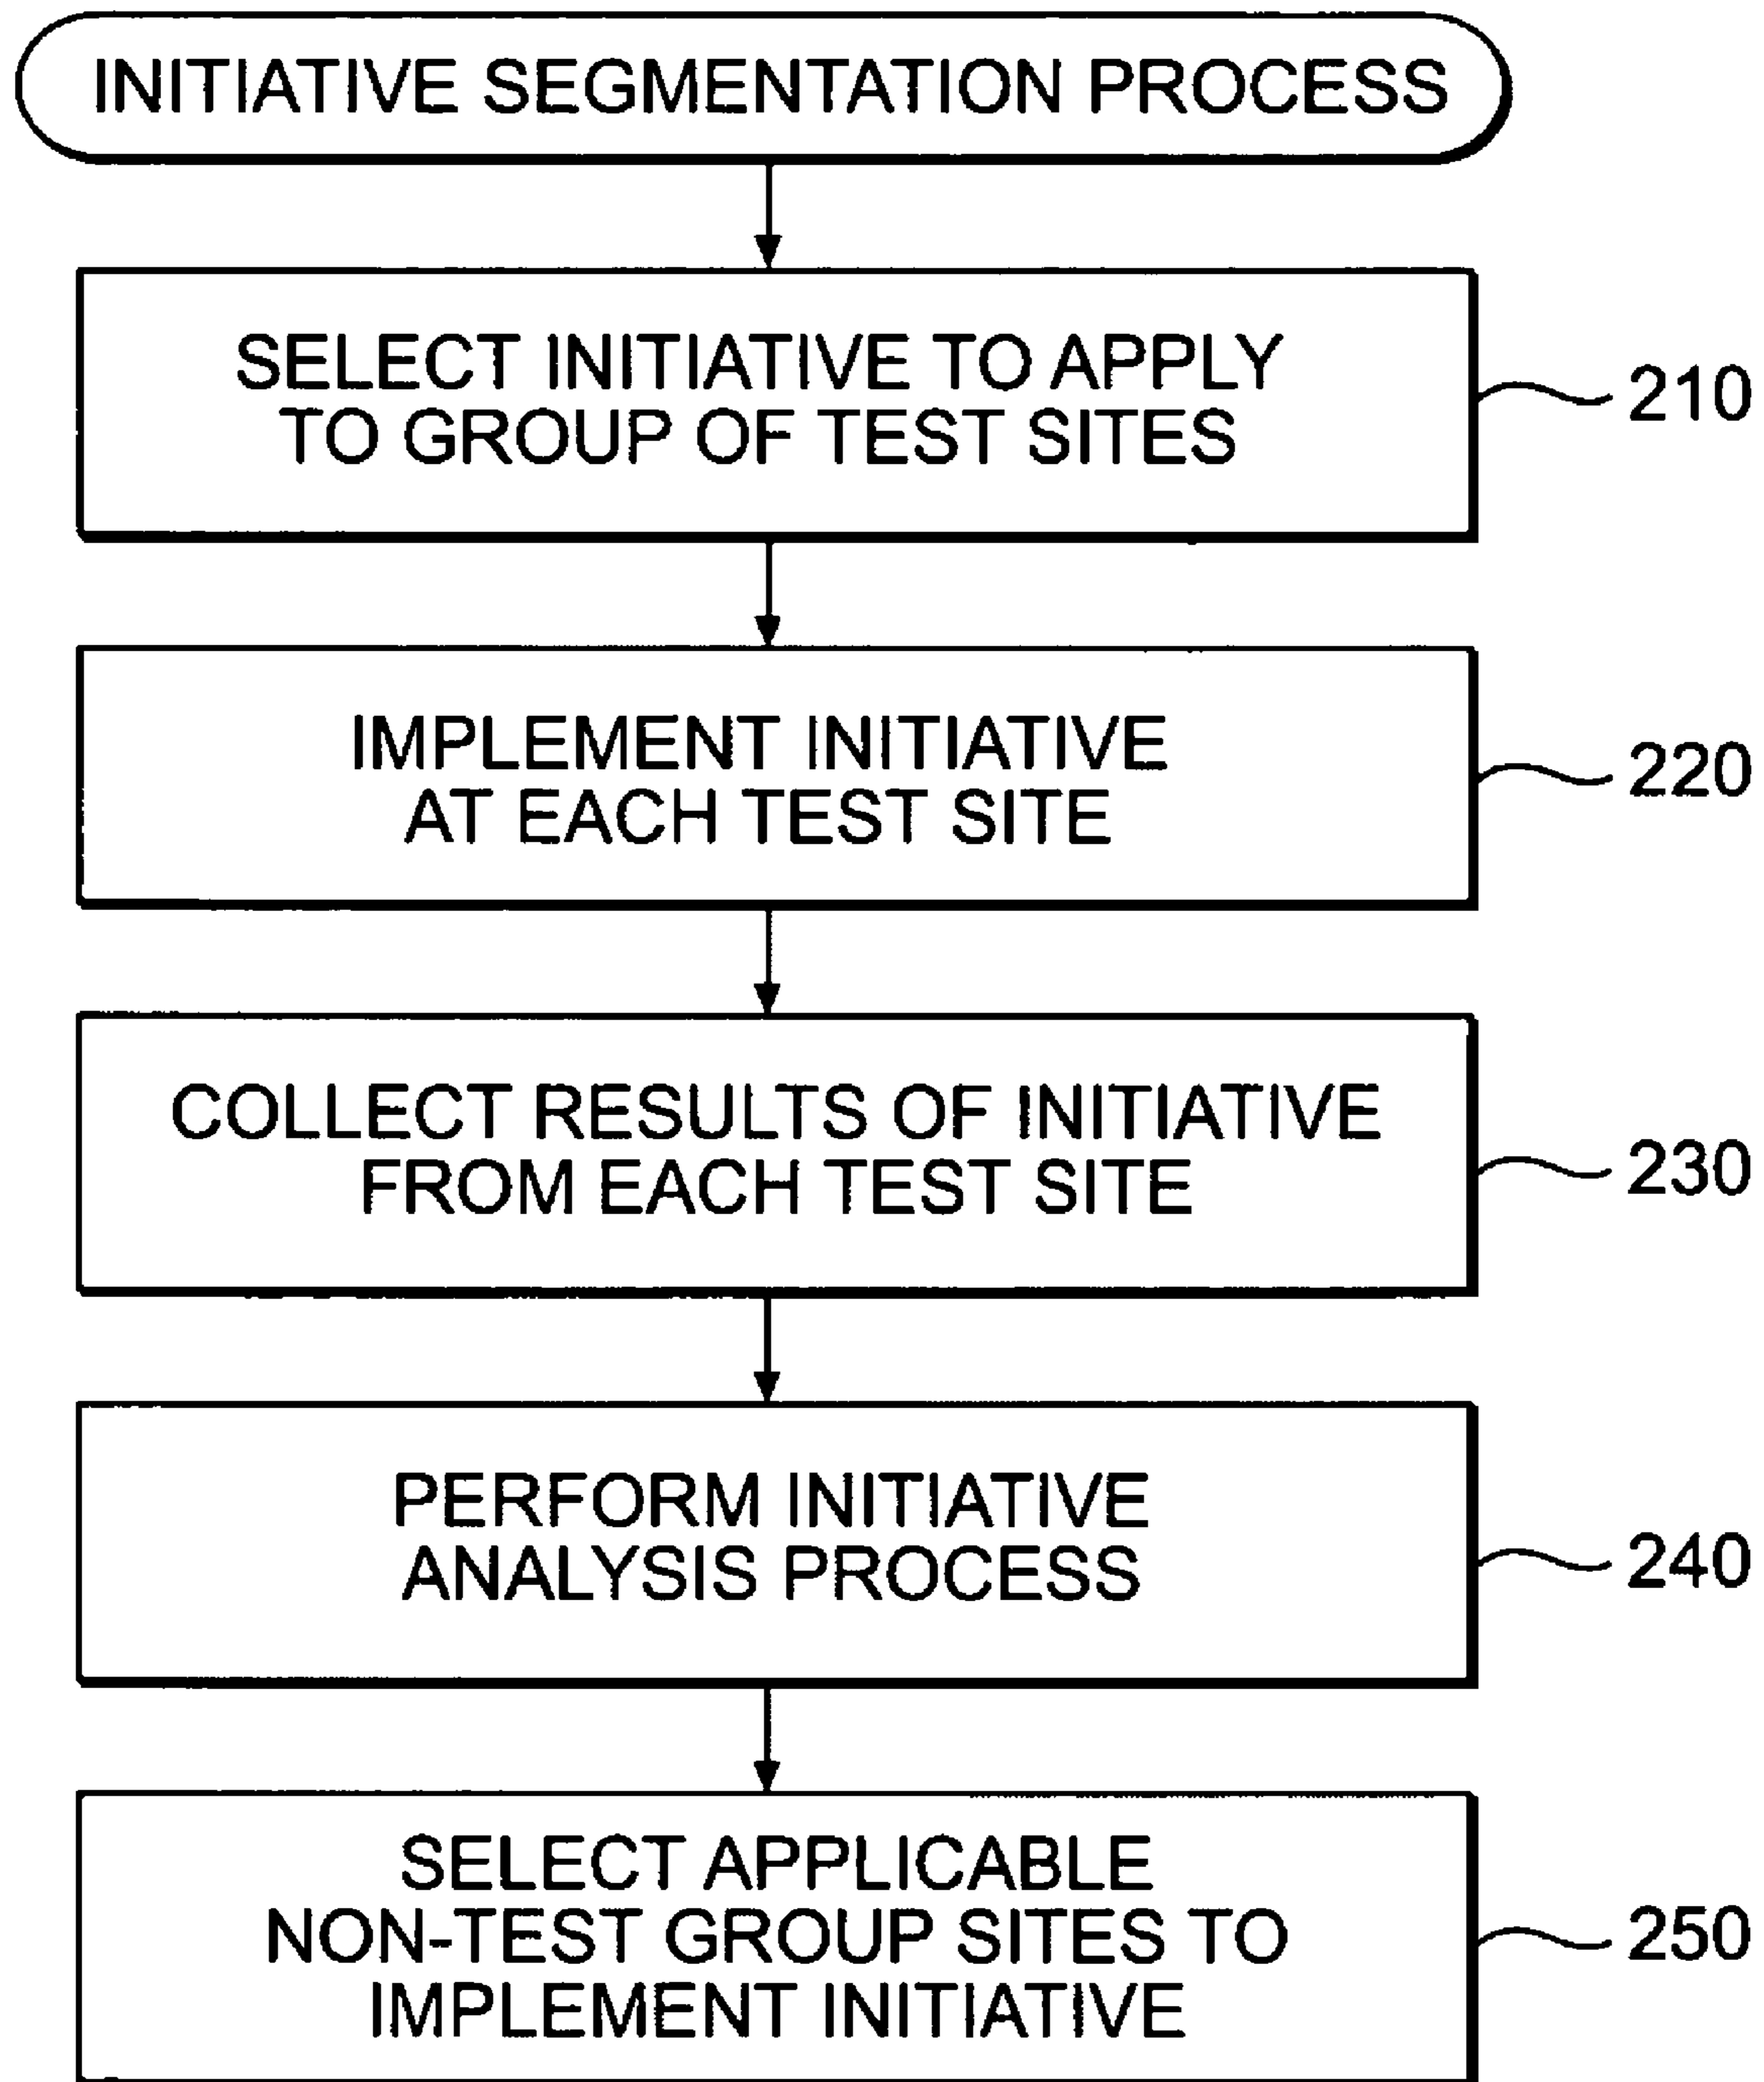 INITIATIVE SEGMENTATION PROCESS
SELECT INITIATIVE TO APPLY
TO GROUP OF TEST SITES
210
IMPLEMENT INITIATIVE
AT EACH TEST SITE
220
COLLECT RESULTS OF INITIATIVE
FROM EACH TEST SITE
230
PERFORM INITIATIVE
ANALYSIS PROCESS
240
SELECT APPLICABLE
NON-TEST GROUP SITES TO
IMPLEMENT INITIATIVE
250